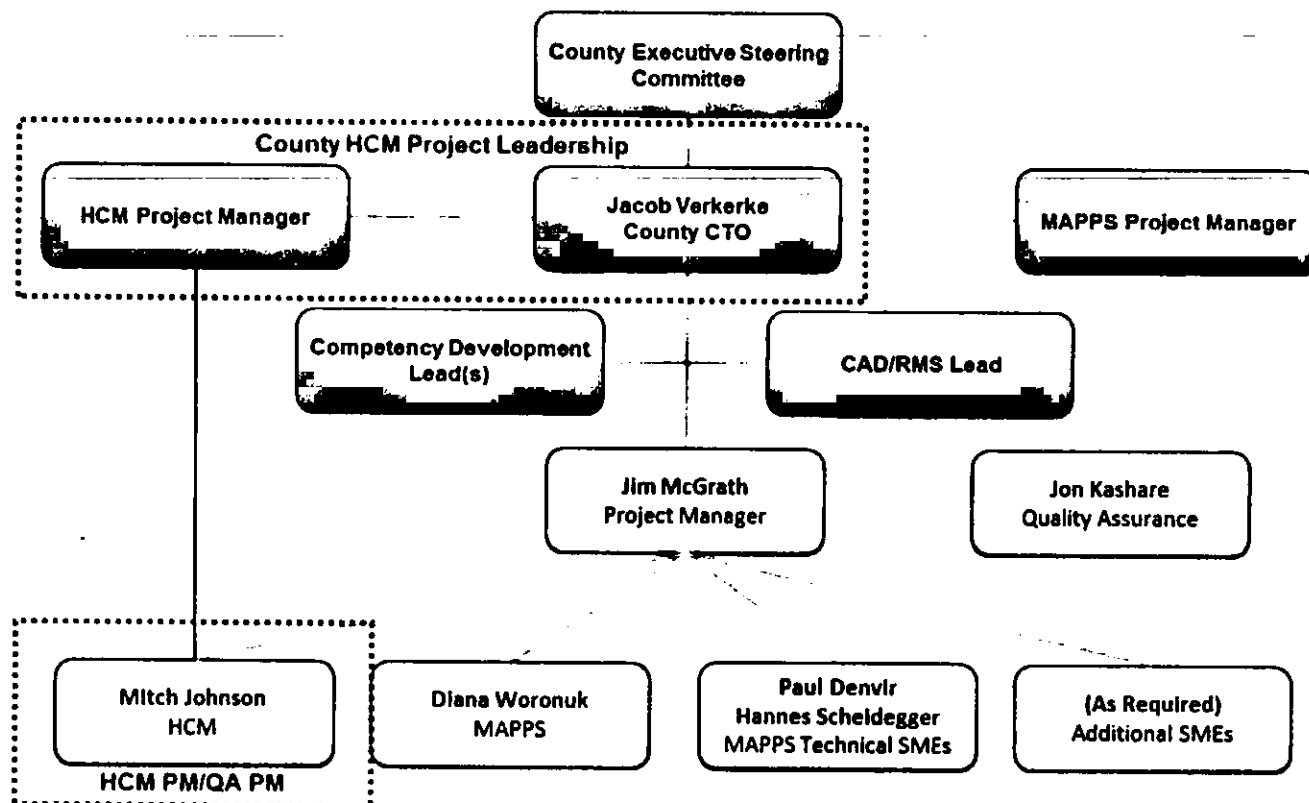 County Executive Steering
Committee
County HCM Project Leadership
HCM Project Manager
Jacob Verkerke
County CTO
MAPPS Project Manager
Competency Development
Lead(s)
CAD/RMS Lead
Jim McGrath
Project Manager
Jon Kashare
Quality Assurance
Mitch Johnson
HCM
Diana Woronuk
MAPPS
Paul Denvir
Hannes Scheidegger
MAPPS Technical SMEs
(As Required)
Additional SMEs
HCM PM/QA PM